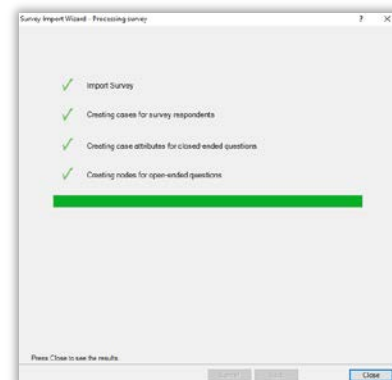 Survey Import Wizard - Processing survey
Import Survey
Creating cases for survey respondents
Creating case attributes for closed ended questions
Creating nodes for open-ended questions
Press Close to see the results.
Close